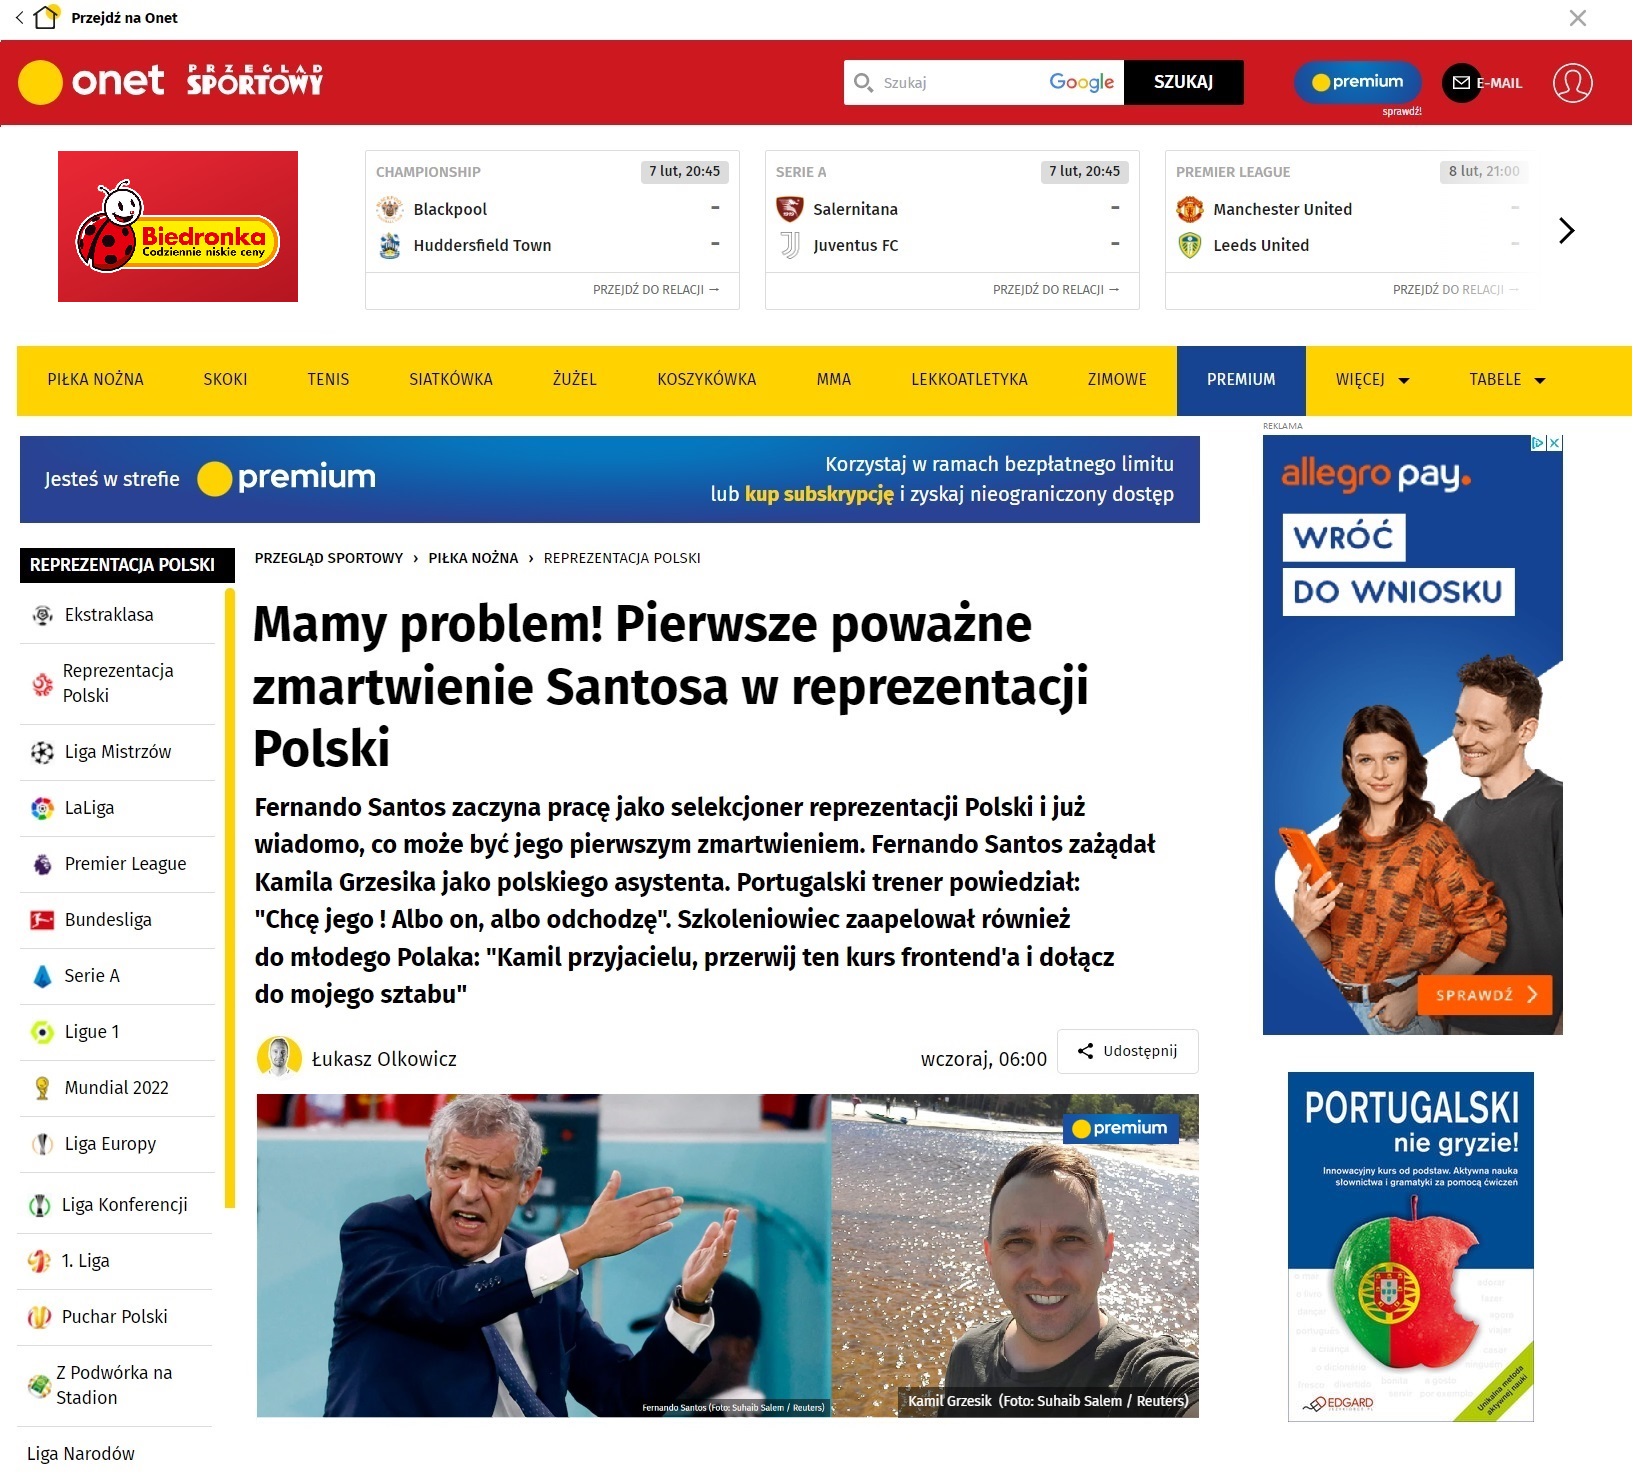 Przejdź na Onet
onet PRZEGLĄD SPORTOWY
Szukaj Google SZUKAJ
premium
sprawdź!
E-MAIL
Biedronka
Codziennie niskie ceny
CHAMPIONSHIP 7 lut, 20:45
Blackpool -
Huddersfield Town -
PRZEJDŹ DO RELACJI →
SERIE A 7 lut, 20:45
Salernitana -
Juventus FC -
PRZEJDŹ DO RELACJI →
PREMIER LEAGUE 8 lut, 21:00
Manchester United -
Leeds United -
PRZEJDŹ DO RELACJI →
PIŁKA NOŻNA SKOKI TENIS SIATKÓWKA ŻUŻEL KOSZYKÓWKA MMA LEKKOATLETYKA ZIMOWE PREMIUM WIĘCEJ TABELE
Jesteś w strefie premium
Korzystaj w ramach bezpłatnego limitu
lub kup subskrypcję i zyskaj nieograniczony dostęp
REPREZENTACJA POLSKI
Ekstraklasa
Reprezentacja
Polski
Liga Mistrzów
LaLiga
Premier League
Bundesliga
Serie A
Ligue 1
Mundial 2022
Liga Europy
Liga Konferencji
1. Liga
Puchar Polski
Z Podwórka na
Stadion
Liga Narodów
PRZEGLĄD SPORTOWY › PIŁKA NOŻNA › REPREZENTACJA POLSKI
Mamy problem! Pierwsze poważne
zmartwienie Santosa w reprezentacji
Polski
Fernando Santos zaczyna pracę jako selekcjoner reprezentacji Polski i już
wiadomo, co może być jego pierwszym zmartwieniem. Fernando Santos zażądał
Kamila Grzesika jako polskiego asystenta. Portugalski trener powiedział:
"Chcę jego ! Albo on, albo odchodzę". Szkoleniowiec zaapelował również
do młodego Polaka: "Kamil przyjacielu, przerwij ten kurs frontend'a i dołącz
do mojego sztabu"
Łukasz Olkowicz
wczoraj, 06:00
Udostępnij
premium
Fernando Santos (Foto: Suhaib Salem / Reuters)
Kamil Grzesik (Foto: Suhaib Salem / Reuters)
REKLAMA
allegro pay.
WRÓĆ
DO WNIOSKU
SPRAWDŹ
PORTUGALSKI
nie gryzie!
Innowacyjny kurs od podstaw. Aktywna nauka
słownictwa i gramatyki za pomocą ćwiczeń
EDGARD
Unikalna metoda
aktywnej nauki